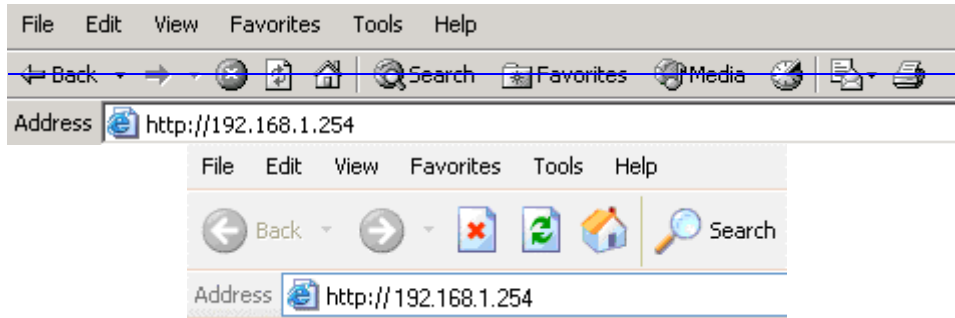 File Edit View Favorites Tools Help
Back Search Favorites Media
Address http://192.168.1.254
File Edit View Favorites Tools Help
Back Search
Address http://192.168.1.254